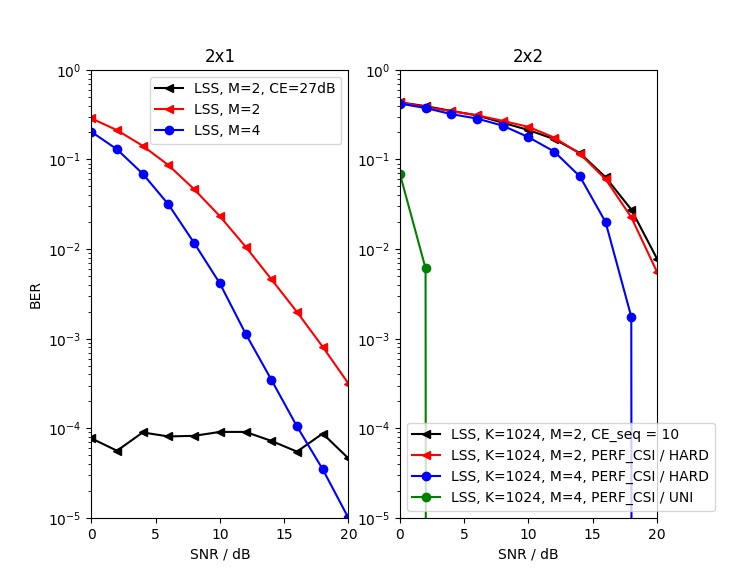 2x1
10^0
10^-1
10^-2
10^-3
10^-4
10^-5
BER
0 5 10 15 20
SNR / dB
LSS, M=2, CE=27dB
LSS, M=2
LSS, M=4
2x2
10^0
10^-1
10^-2
10^-3
10^-4
10^-5
0 5 10 15 20
SNR / dB
LSS, K=1024, M=2, CE_seq = 10
LSS, K=1024, M=2, PERF_CSI / HARD
LSS, K=1024, M=4, PERF_CSI / HARD
LSS, K=1024, M=4, PERF_CSI / UNI